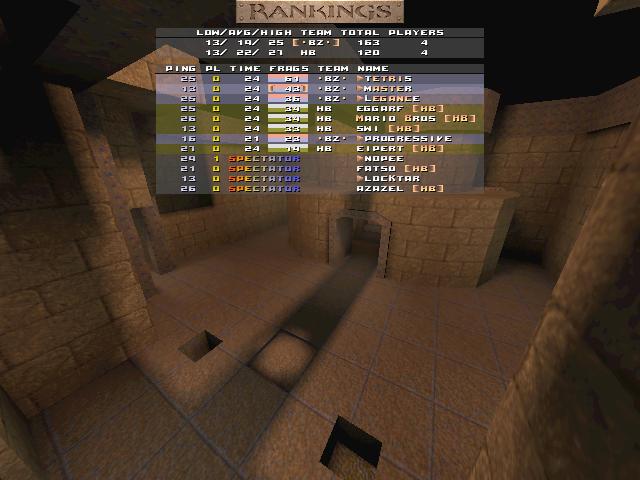 RANKINGS
LOW/AVG/HIGH TEAM TOTAL PLAYERS
13/ 19/ 25 [·BZ·] 163 4
13/ 22/ 27 HB 120 4
PING PL TIME FRAGS TEAM NAME
25 0 24 61 ·BZ· TETRIS
13 0 24 [ 43] ·BZ· MASTER
25 0 24 36 ·BZ· LEGANCE
25 0 24 34 HB EGGARF [HB]
26 0 24 34 HB MARIO BROS [HB]
13 0 24 33 HB SMI [HB]
16 0 21 23 ·BZ· PROGRESSIVE
27 0 24 19 HB EIPERT [HB]
29 1 SPECTATOR NOPEE
21 0 SPECTATOR FATSO [HB]
13 0 SPECTATOR LOCKTAR
26 0 SPECTATOR AZAZEL [HB]